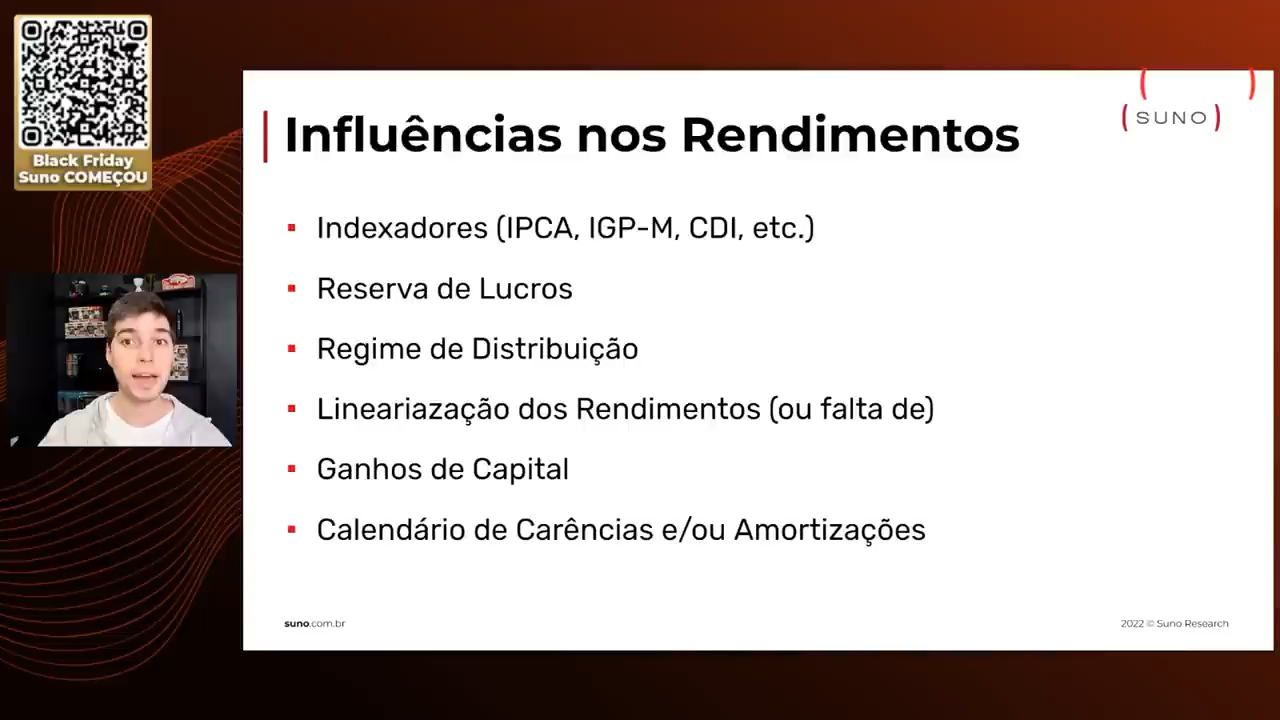 Black Friday
Suno COMEÇOU
Influências nos Rendimentos
( SUNO )
▪ Indexadores (IPCA, IGP-M, CDI, etc.)
▪ Reserva de Lucros
▪ Regime de Distribuição
▪ Lineariazação dos Rendimentos (ou falta de)
▪ Ganhos de Capital
▪ Calendário de Carências e/ou Amortizações
suno.com.br
2022 © Suno Research